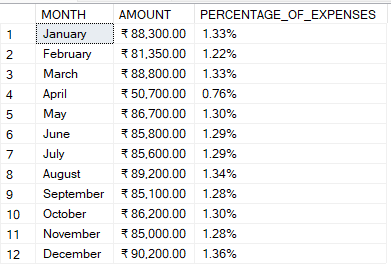 MONTH AMOUNT PERCENTAGE_OF_EXPENSES
1 January ₹ 88,300.00 1.33%
2 February ₹ 81,350.00 1.22%
3 March ₹ 88,800.00 1.33%
4 April ₹ 50,700.00 0.76%
5 May ₹ 86,700.00 1.30%
6 June ₹ 85,800.00 1.29%
7 July ₹ 85,600.00 1.29%
8 August ₹ 89,200.00 1.34%
9 September ₹ 85,100.00 1.28%
10 October ₹ 86,200.00 1.30%
11 November ₹ 85,000.00 1.28%
12 December ₹ 90,200.00 1.36%